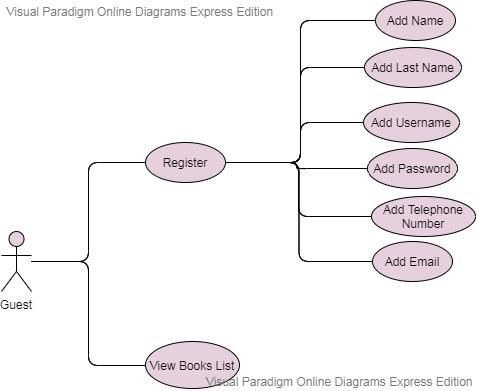 Visual Paradigm Online Diagrams Express Edition
Add Name
Add Last Name
Add Username
Register
Add Password
Add Telephone
Number
Add Email
Guest
View Books List
Visual Paradigm Online Diagrams Express Edition